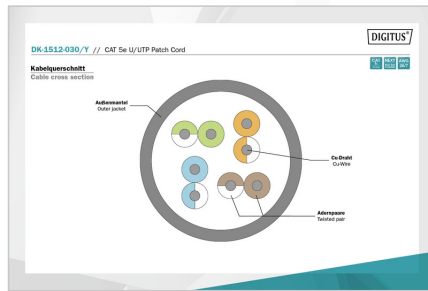 DIGITUS®
DK-1512-030/Y // CAT 5e U/UTP Patch Cord
Kabelquerschnitt
Cable cross section
Außenmantel
Outer jacket
Cu-Draht
Cu-Wire
Adernpaare
Twisted pair